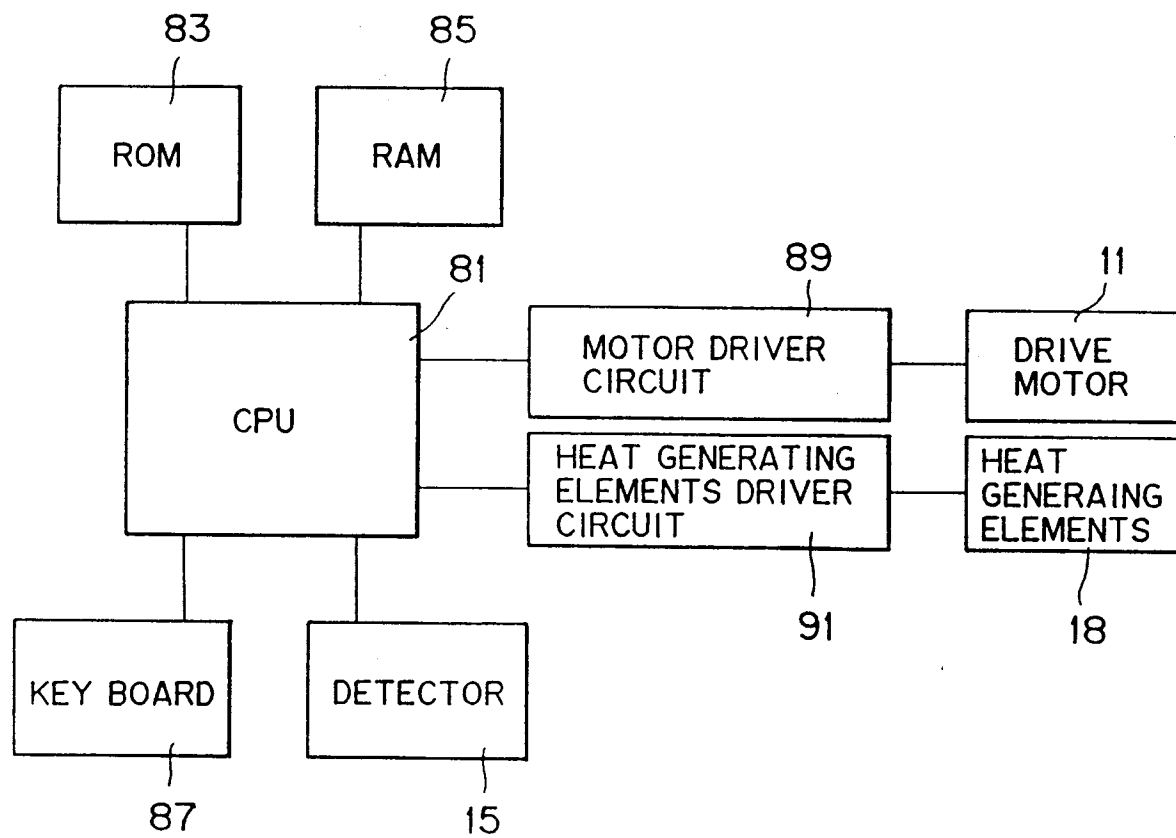 83
85
ROM
RAM
81
89
11
CPU
MOTOR DRIVER
CIRCUIT
DRIVE
MOTOR
HEAT GENERATING
ELEMENTS DRIVER
CIRCUIT
HEAT
GENERAING
ELEMENTS
91
18
KEY BOARD
DETECTOR
87
15